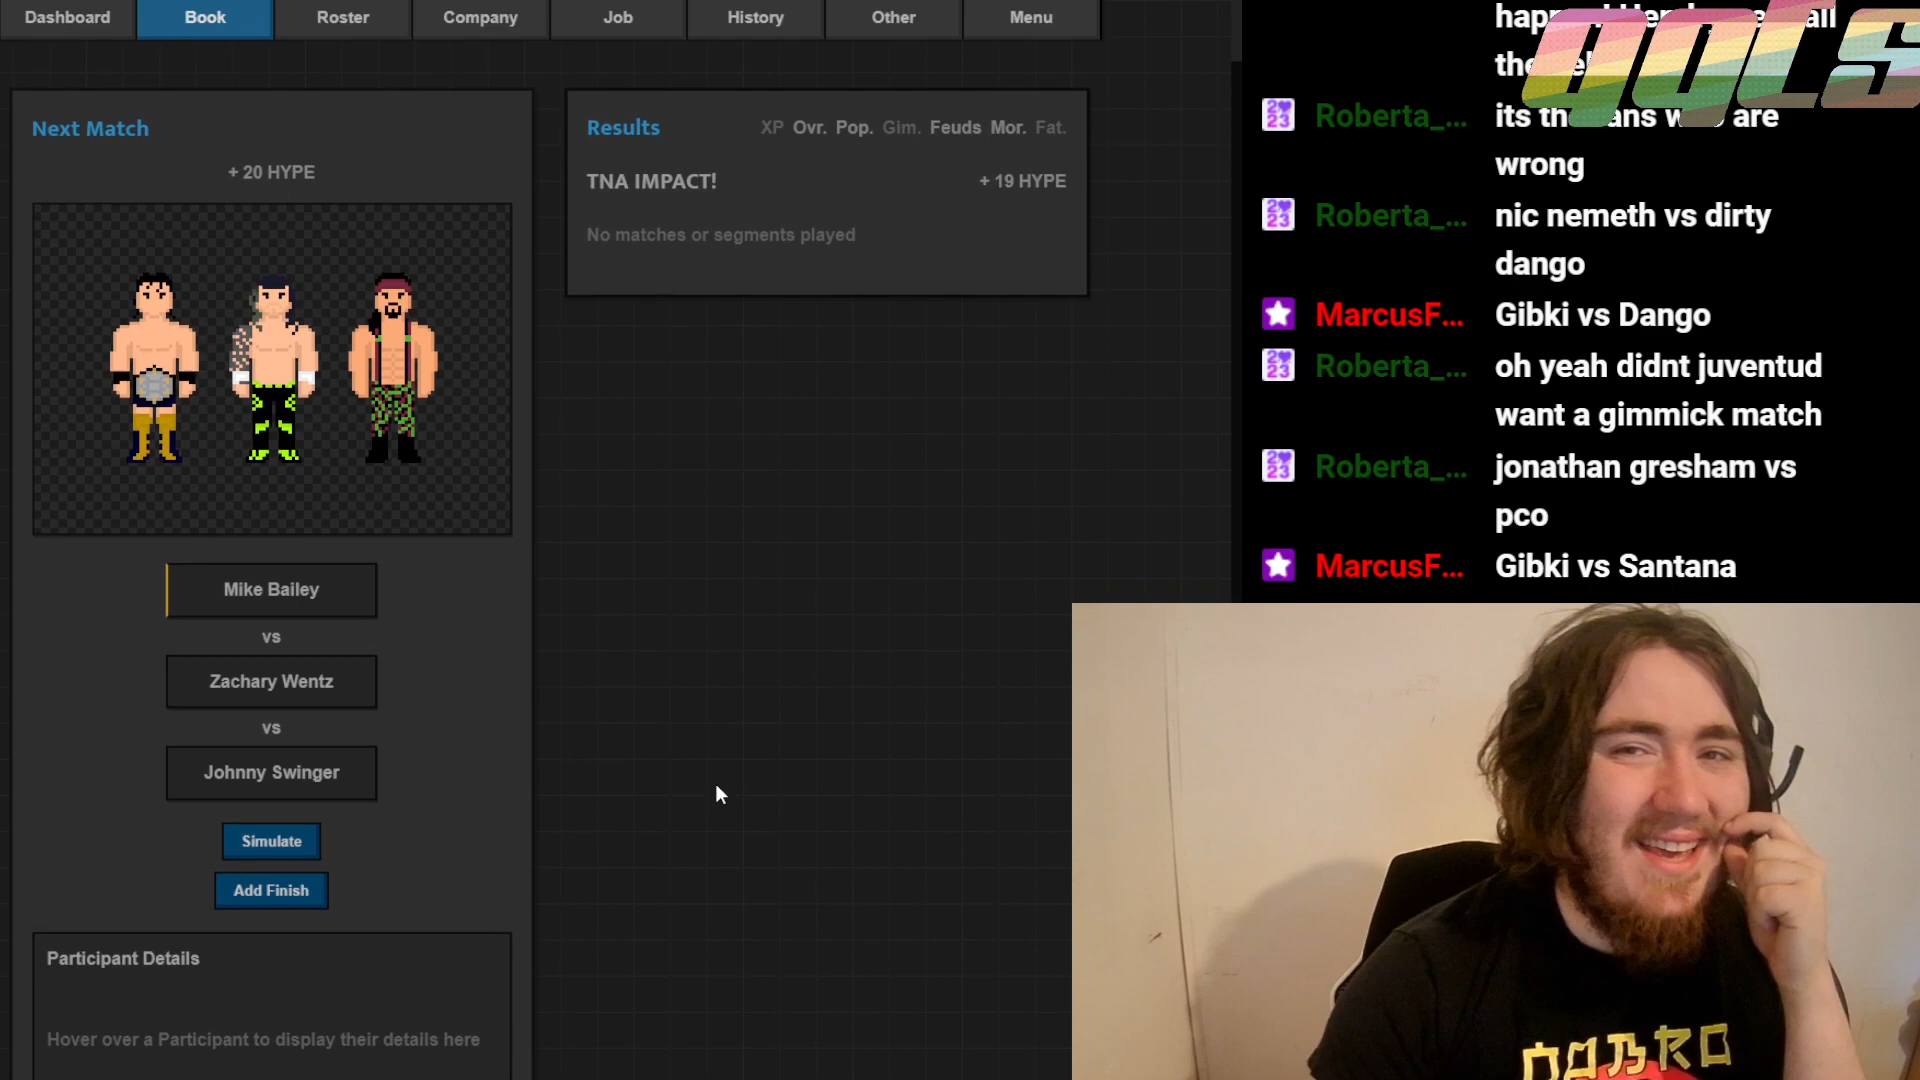 Dashboard Book Roster Company Job History Other Menu
Next Match
+ 20 HYPE
Mike Bailey
vs
Zachary Wentz
vs
Johnny Swinger
Simulate
Add Finish
Participant Details
Hover over a Participant to display their details here
Results XP Ovr. Pop. Gim. Feuds Mor. Fat.
TNA IMPACT! + 19 HYPE
No matches or segments played
Roberta_...
are
wrong
Roberta_... nic nemeth vs dirty
dango
MarcusF... Gibki vs Dango
Roberta_... oh yeah didnt juventud
want a gimmick match
Roberta_... jonathan gresham vs
pco
MarcusF... Gibki vs Santana